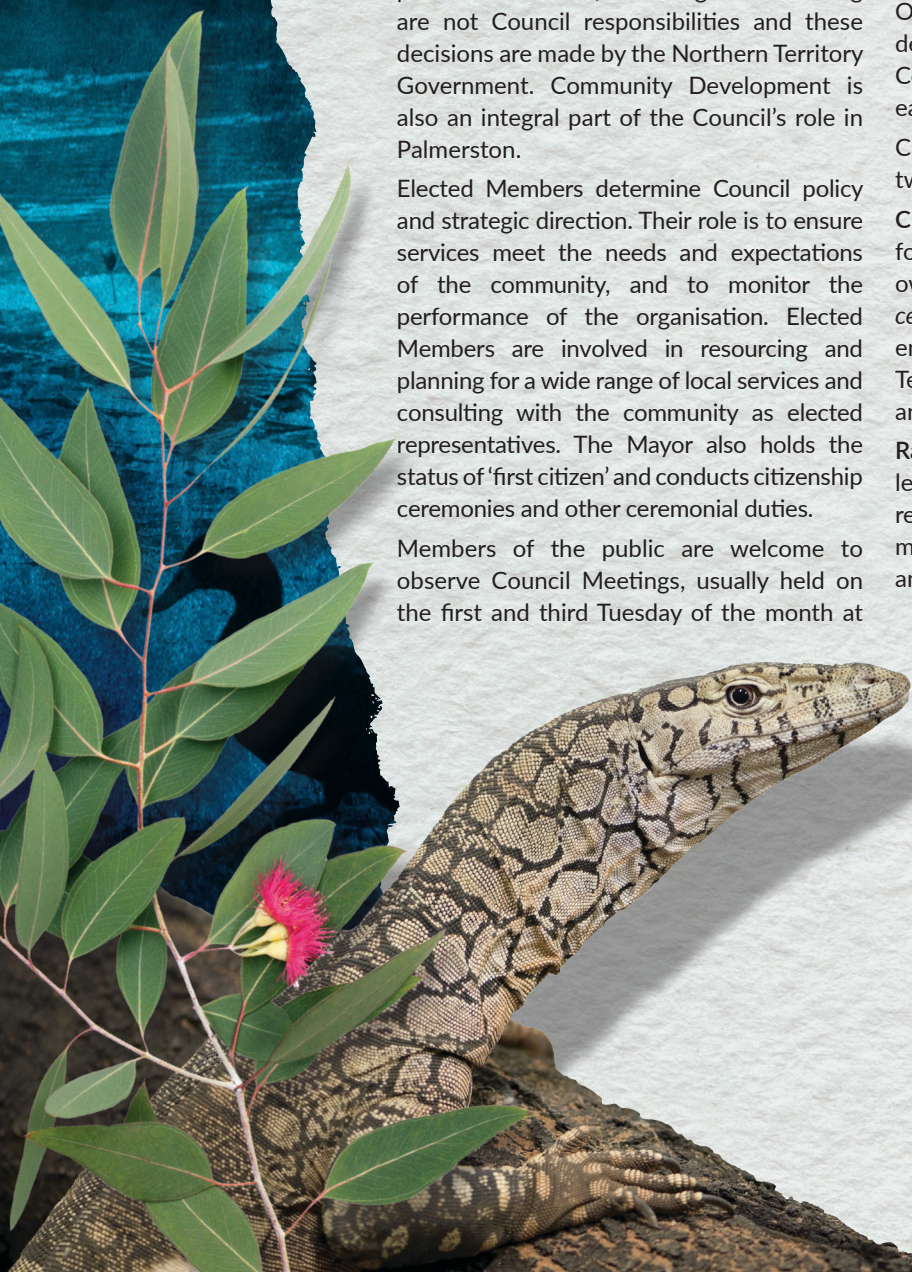 are not Council responsibilities and these
decisions are made by the Northern Territory
Government. Community Development is
also an integral part of the Council’s role in
Palmerston.
Elected Members determine Council policy
and strategic direction. Their role is to ensure
services meet the needs and expectations
of the community, and to monitor the
performance of the organisation. Elected
Members are involved in resourcing and
planning for a wide range of local services and
consulting with the community as elected
representatives. The Mayor also holds the
status of ‘first citizen’ and conducts citizenship
ceremonies and other ceremonial duties.
Members of the public are welcome to
observe Council Meetings, usually held on
the first and third Tuesday of the month at